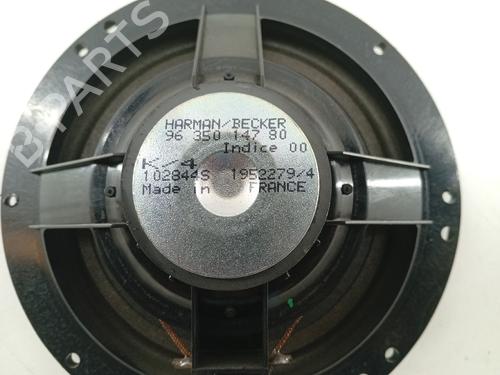 B-PARTS
HARMAN/BECKER
96 350 147 80
Indice 00
K/4
102844S 1952279/4
Made in FRANCE